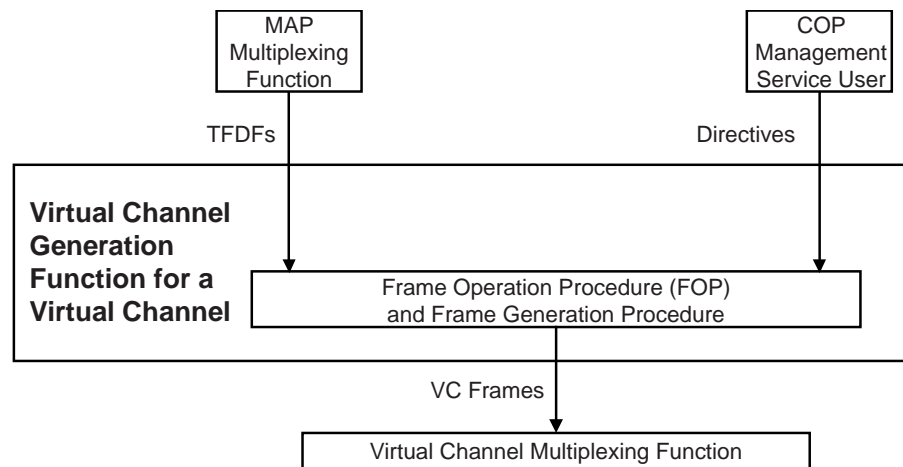 MAP
Multiplexing
Function
COP
Management
Service User
TFDFs
Directives
Virtual Channel
Generation
Function for a
Virtual Channel
Frame Operation Procedure (FOP)
and Frame Generation Procedure
VC Frames
Virtual Channel Multiplexing Function